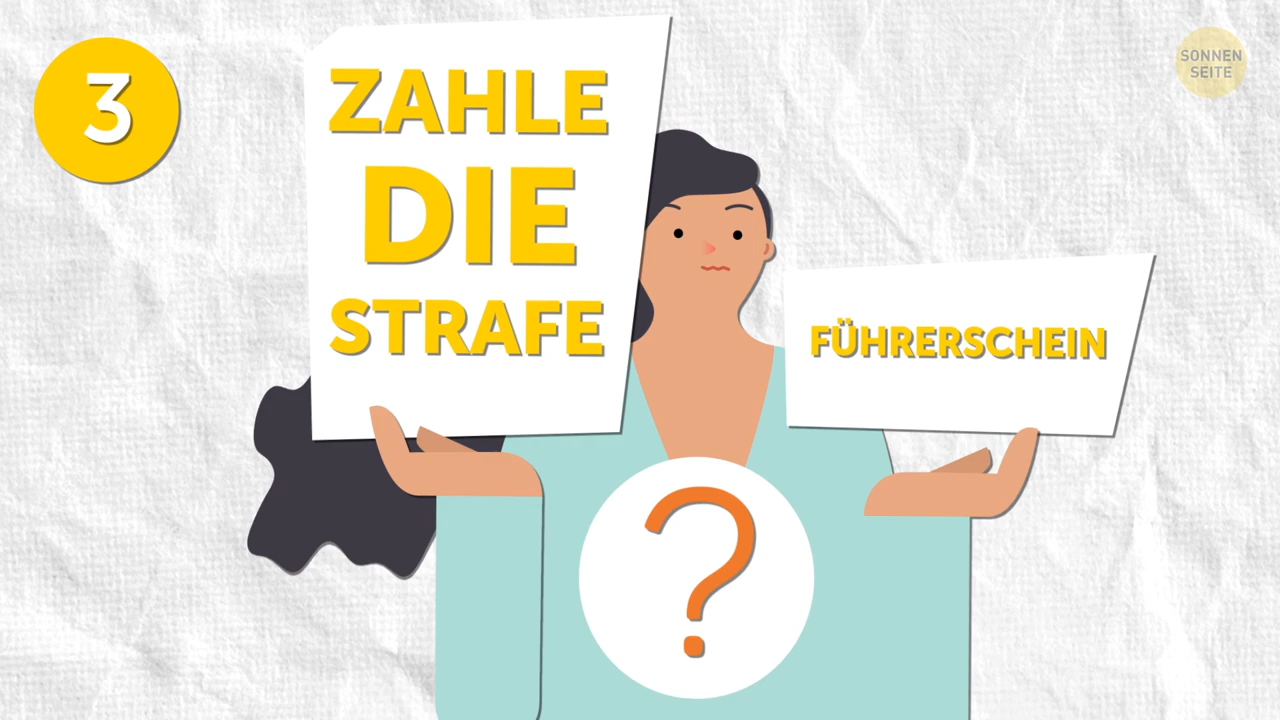 3
ZAHLE
DIE
STRAFE
FÜHRERSCHEIN
?
SONNEN
SEITE